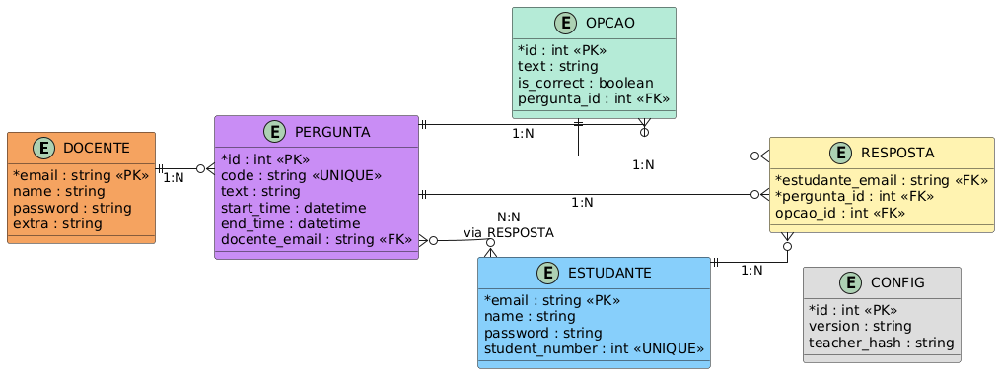 E OPCAO
*id : int «PK»
text : string
is_correct : boolean
pergunta_id : int «FK»
E DOCENTE
*email : string «PK»
name : string
password : string
extra : string
1:N
E PERGUNTA
*id : int «PK»
code : string «UNIQUE»
text : string
start_time : datetime
end_time : datetime
docente_email : string «FK»
1:N
1:N
E RESPOSTA
*estudante_email : string «FK»
*pergunta_id : int «FK»
opcao_id : int «FK»
1:N
N:N
via RESPOSTA
E ESTUDANTE
*email : string «PK»
name : string
password : string
student_number : int «UNIQUE»
1:N
E CONFIG
*id : int «PK»
version : string
teacher_hash : string